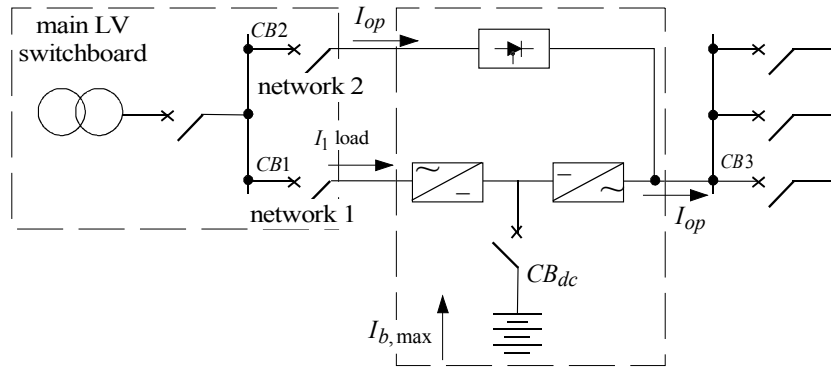 main LV
switchboard
CB2
I_op
network 2
I_1 load
CB1
network 1
CB3
I_op
CB_dc
I_b, max